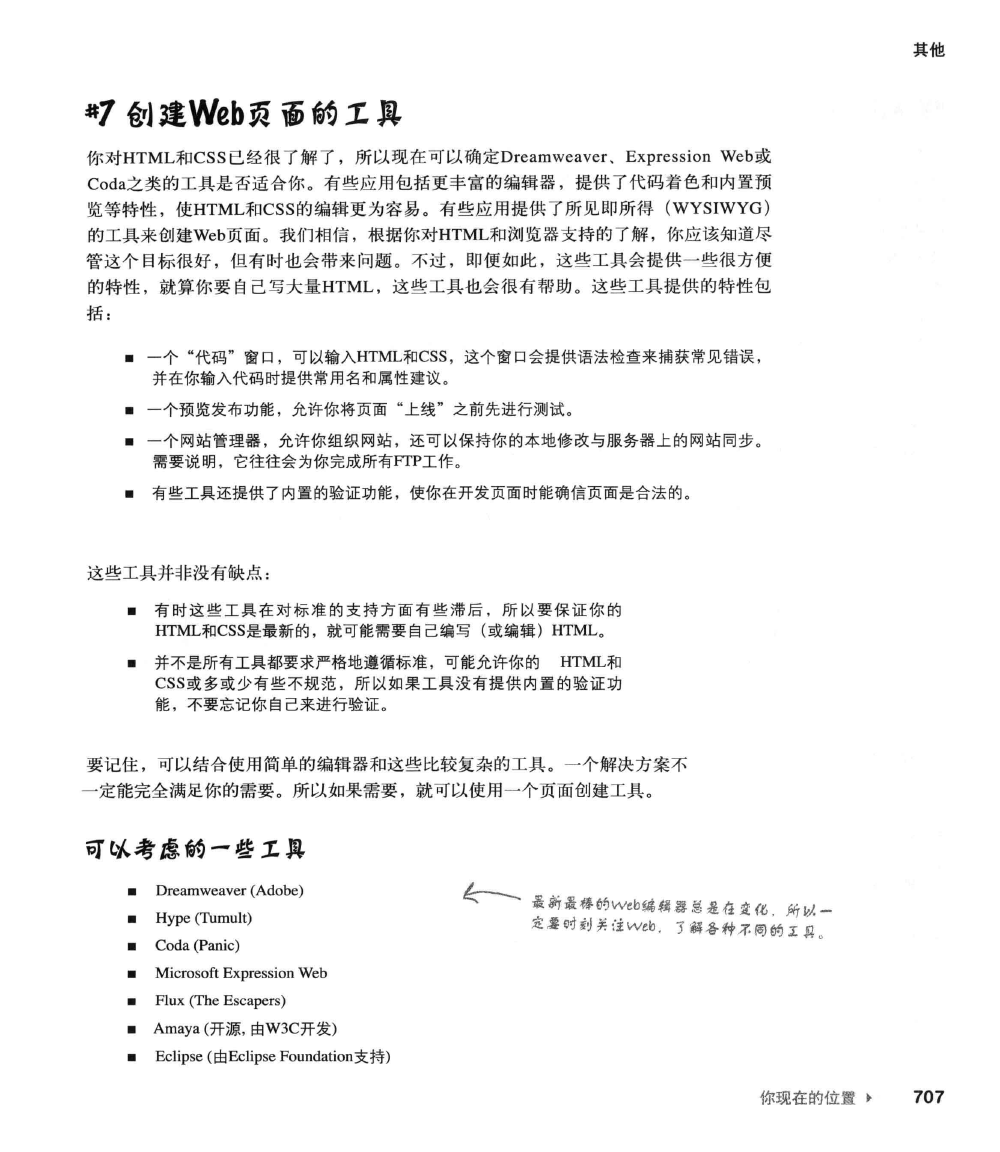 其他
#7 创建Web页面的工具
你对HTML和CSS已经很了解了，所以现在可以确定Dreamweaver、Expression Web或
Coda之类的工具是否适合你。有些应用包括更丰富的编辑器，提供了代码着色和内置预
览等特性，使HTML和CSS的编辑更为容易。有些应用提供了所见即所得（WYSIWYG）
的工具来创建Web页面。我们相信，根据你对HTML和浏览器支持的了解，你应该知道尽
管这个目标很好，但有时也会带来问题。不过，即便如此，这些工具会提供一些很方便
的特性，就算你要自己写大量HTML，这些工具也会很有帮助。这些工具提供的特性包
括：
■ 一个“代码”窗口，可以输入HTML和CSS，这个窗口会提供语法检查来捕获常见错误，
并在你输入代码时提供常用名和属性建议。
■ 一个预览发布功能，允许你将页面“上线”之前先进行测试。
■ 一个网站管理器，允许你组织网站，还可以保持你的本地修改与服务器上的网站同步。
需要说明，它往往会为你完成所有FTP工作。
■ 有些工具还提供了内置的验证功能，使你在开发页面时能确信页面是合法的。
这些工具并非没有缺点：
■ 有时这些工具在对标准的支持方面有些滞后，所以要保证你的
HTML和CSS是最新的，就可能需要自己编写（或编辑）HTML。
■ 并不是所有工具都要求严格地遵循标准，可能允许你的 HTML和
CSS或多或少有些不规范，所以如果工具没有提供内置的验证功
能，不要忘记你自己来进行验证。
要记住，可以结合使用简单的编辑器和这些比较复杂的工具。一个解决方案不
一定能完全满足你的需要。所以如果需要，就可以使用一个页面创建工具。
可以考虑的一些工具
■ Dreamweaver (Adobe)
■ Hype (Tumult)
■ Coda (Panic)
■ Microsoft Expression Web
■ Flux (The Escapers)
■ Amaya (开源, 由W3C开发)
■ Eclipse (由Eclipse Foundation支持)
最新最棒的Web编辑器总是在变化，所以一
定要时刻关注Web，了解各种不同的工具。
你现在的位置 ▶ 707